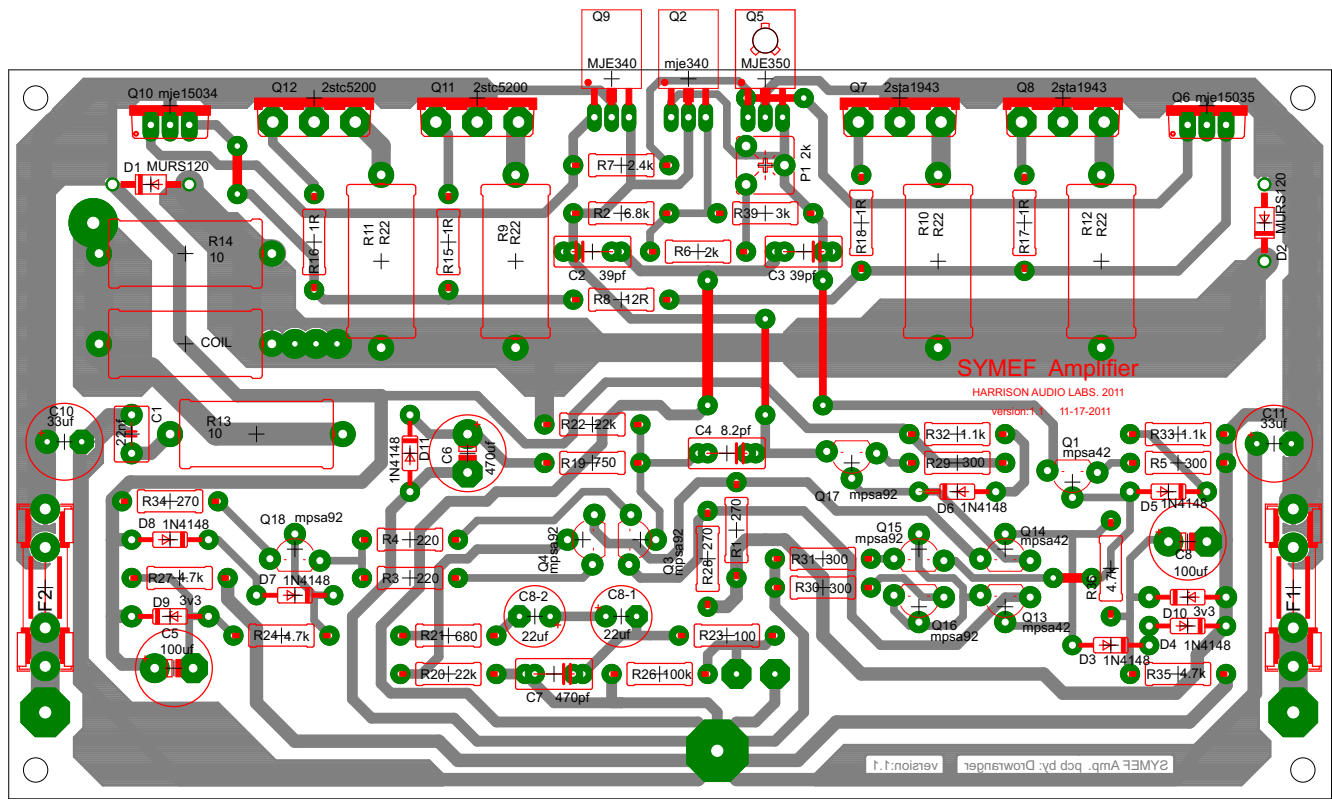 Q9
Q2
Q5
MJE340
mje340
MJE350
Q10 mje15034
Q12 2stc5200
Q11 2stc5200
Q7 2sta1943
Q8 2sta1943
Q6 mje15035
D1 MURS120
R7 2.4k
P1 2k
R14
10
R16 1R
R11
R22
R15 1R
R9
R22
R2 6.8k
R39 3k
R6 2k
C2 39pf
C3 39pf
R8 12R
R18 1R
R10
R22
R17 1R
R12
R22
D2 MURS120
COIL
SYMEF Amplifier
HARRISON AUDIO LABS. 2011
version:1.1 11-17-2011
C10
33uf
22nf C1
R13
10
1N4148 D11
C6 470uf
R22 22k
R19 750
C4 8.2pf
Q17
mpsa92
R32 1.1k
R29 300
D6 1N4148
Q1
mpsa42
R33 1.1k
R5 300
D5 1N4148
C11
33uf
R34 270
D8 1N4148
Q18 mpsa92
R27 4.7k
D7 1N4148
D9 3v3
C5
100uf
R24 4.7k
R4 220
R3 220
Q4 mpsa92
Q3 mpsa92
R28 270
R1 270
R31 300
R30 300
Q15
mpsa92
Q14
mpsa42
Q16
mpsa92
Q13
mpsa42
R36 4.7k
C8
100uf
D10 3v3
D3 1N4148
D4 1N4148
R35 4.7k
C8-2
22uf
C8-1
22uf
R21 680
R23 100
R20 22k
C7 470pf
R26 100k
F2
F1
SYMEF Amp. pcb by: Drowranger version:1.1